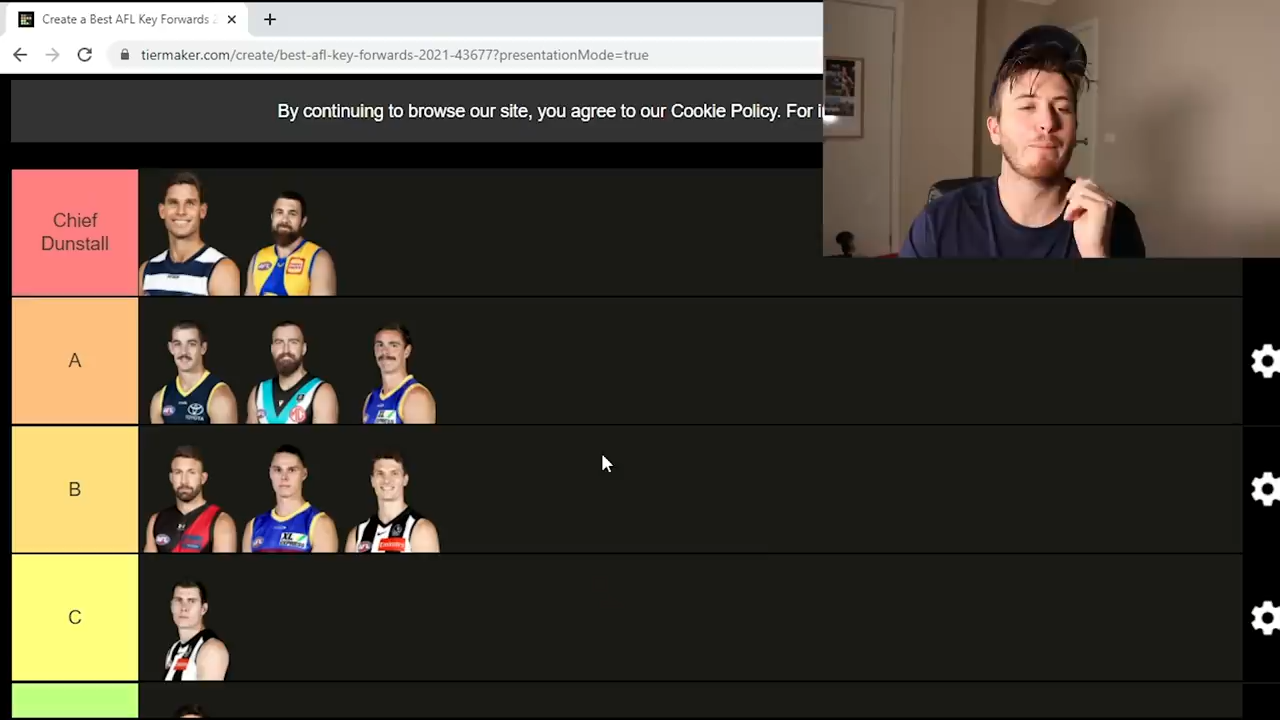 Create a Best AFL Key Forwards 2
tiermaker.com/create/best-afl-key-forwards-2021-43677?presentationMode=true
By continuing to browse our site, you agree to our Cookie Policy. For i
Chief
Dunstall
A
B
C